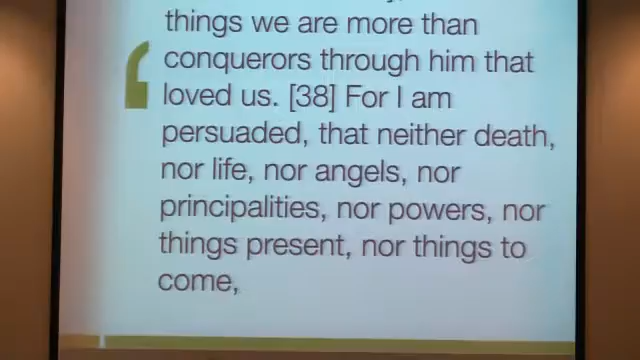 things we are more than
conquerors through him that
loved us. [38] For I am
persuaded, that neither death,
nor life, nor angels, nor
principalities, nor powers, nor
things present, nor things to
come,